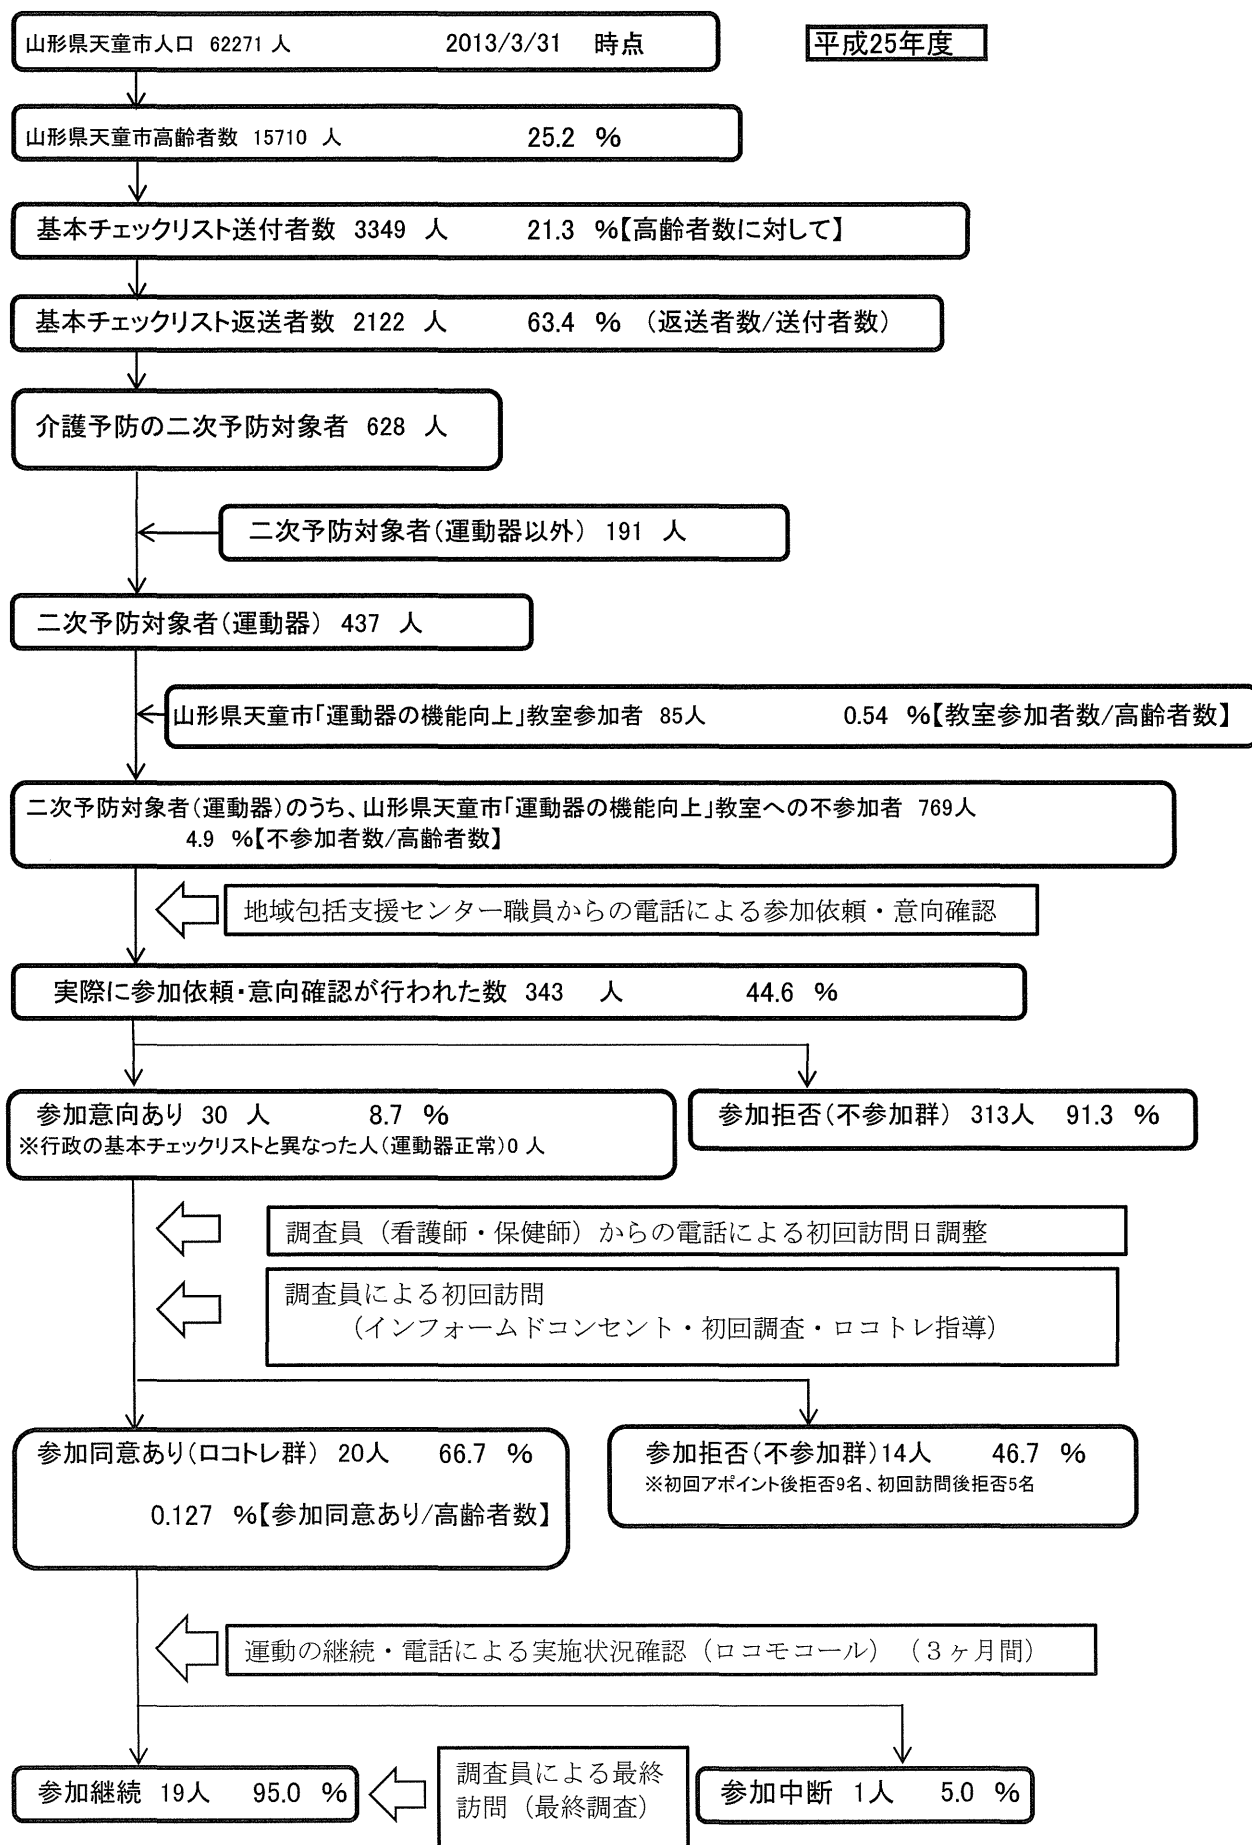 山形県天童市人口 62271 人 2013/3/31 時点
平成25年度
山形県天童市高齢者数 15710 人 25.2 %
基本チェックリスト送付者数 3349 人 21.3 %【高齢者数に対して】
基本チェックリスト返送者数 2122 人 63.4 % (返送者数/送付者数)
介護予防の二次予防対象者 628 人
二次予防対象者(運動器以外) 191 人
二次予防対象者(運動器) 437 人
山形県天童市「運動器の機能向上」教室参加者 85人 0.54 %【教室参加者数/高齢者数】
二次予防対象者(運動器)のうち、山形県天童市「運動器の機能向上」教室への不参加者 769人
4.9 %【不参加者数/高齢者数】
地域包括支援センター職員からの電話による参加依頼・意向確認
実際に参加依頼・意向確認が行われた数 343 人 44.6 %
参加意向あり 30 人 8.7 %
※行政の基本チェックリストと異なった人(運動器正常)0 人
参加拒否(不参加群) 313人 91.3 %
調査員（看護師・保健師）からの電話による初回訪問日調整
調査員による初回訪問
（インフォームドコンセント・初回調査・ロコトレ指導）
参加同意あり(ロコトレ群) 20人 66.7 %
0.127 %【参加同意あり/高齢者数】
参加拒否(不参加群)14人 46.7 %
※初回アポイント後拒否9名、初回訪問後拒否5名
運動の継続・電話による実施状況確認（ロコモコール）（３ヶ月間）
参加継続 19人 95.0 %
調査員による最終
訪問（最終調査）
参加中断 1人 5.0 %